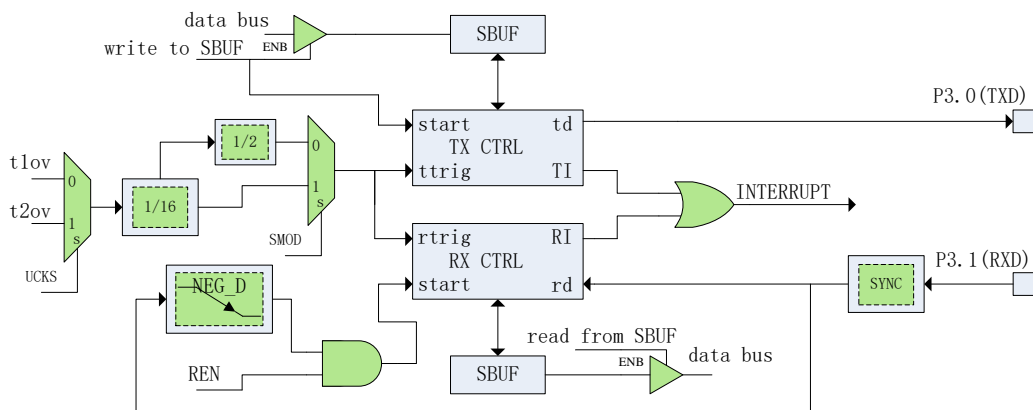 data bus
ENB
SBUF
write to SBUF
P3.0(TXD)
start
td
TX CTRL
ttrig
TI
1/2
0
1
s
SMOD
t1ov
0
t2ov
1
s
UCKS
1/16
INTERRUPT
rtrig
RI
RX CTRL
start
rd
P3.1(RXD)
SYNC
NEG_D
REN
read from SBUF
ENB
data bus
SBUF